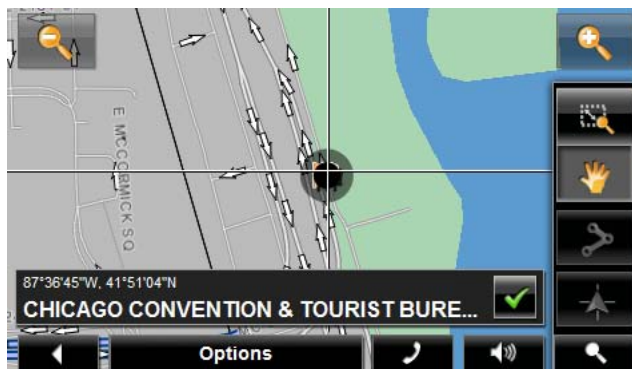 E MCCORMICK SQ
87°36'45"W, 41°51'04"N
CHICAGO CONVENTION & TOURIST BURE...
Options